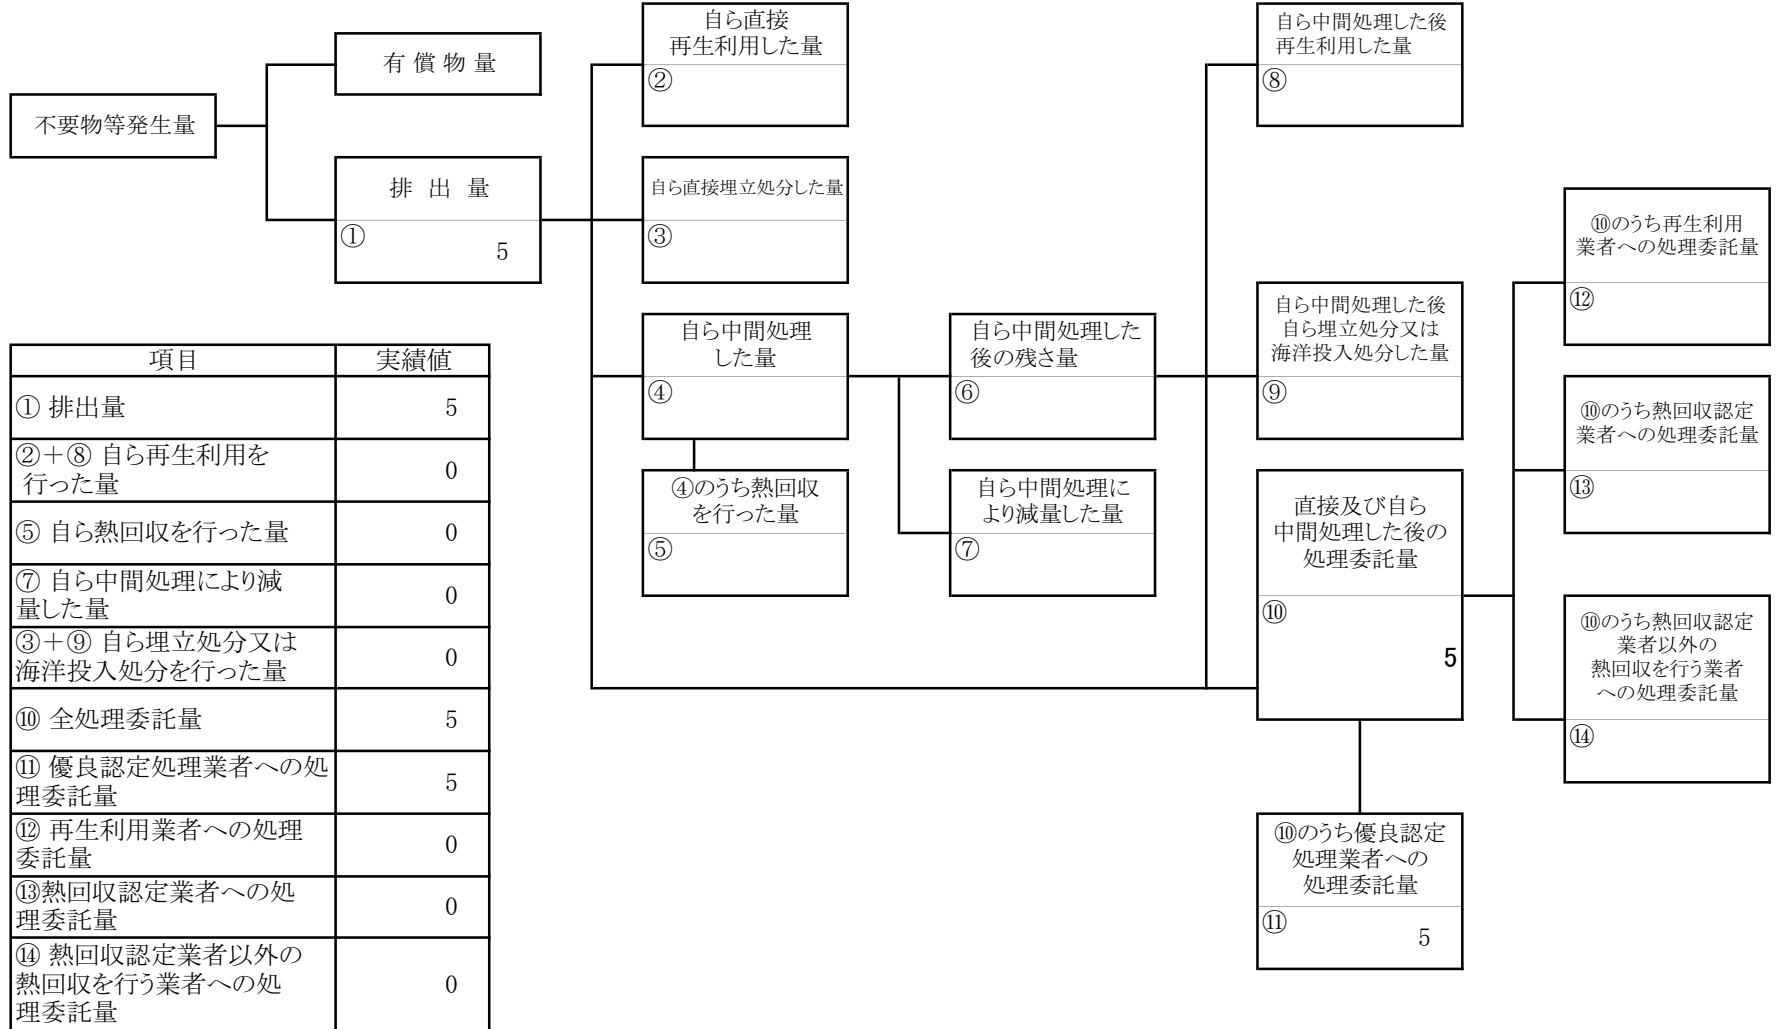 自ら直接
再生利用した量
②
自ら中間処理した後
再生利用した量
⑧
有 償 物 量
不要物等発生量
排 出 量
①
5
自ら直接埋立処分した量
③
⑩のうち再生利用
業者への処理委託量
⑫
自ら中間処理
した量
④
自ら中間処理した
後の残さ量
⑥
自ら中間処理した後
自ら埋立処分又は
海洋投入処分した量
⑨
⑩のうち熱回収認定
業者への処理委託量
⑬
④のうち熱回収
を行った量
⑤
自ら中間処理に
より減量した量
⑦
直接及び自ら
中間処理した後の
処理委託量
⑩
5
⑩のうち熱回収認定
業者以外の
熱回収を行う業者
への処理委託量
⑭
⑩のうち優良認定
処理業者への
処理委託量
⑪
5
項目 実績値
① 排出量 5
②＋⑧ 自ら再生利用を
行った量 0
⑤ 自ら熱回収を行った量 0
⑦ 自ら中間処理により減
量した量 0
③＋⑨ 自ら埋立処分又は
海洋投入処分を行った量 0
⑩ 全処理委託量 5
⑪ 優良認定処理業者への処
理委託量 5
⑫ 再生利用業者への処理
委託量 0
⑬熱回収認定業者への処
理委託量 0
⑭ 熱回収認定業者以外の
熱回収を行う業者への処
理委託量 0